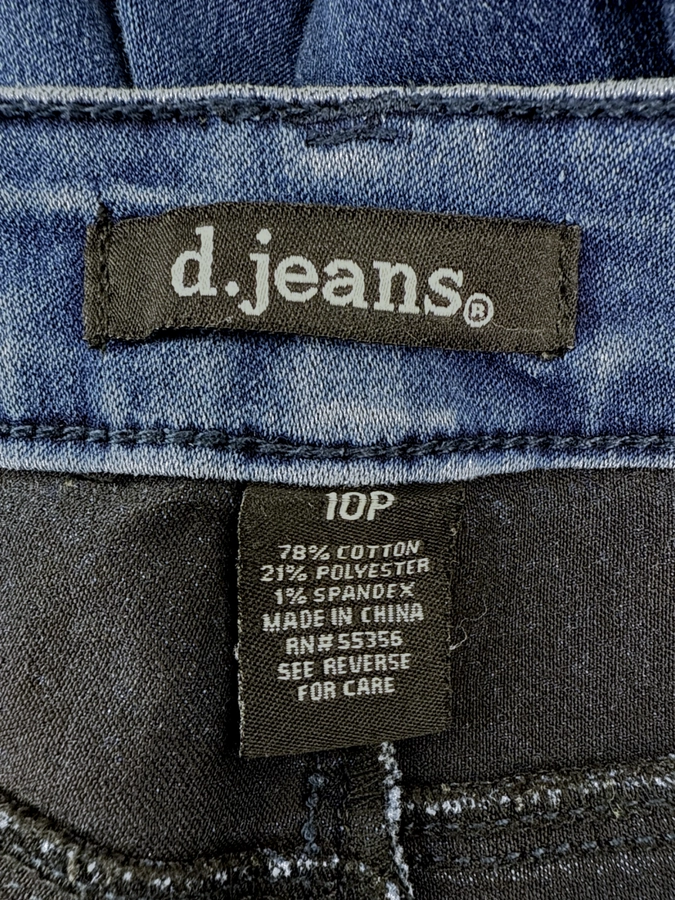 d.jeans®
10P
78% COTTON
21% POLYESTER
1% SPANDEX
MADE IN CHINA
RN#55356
SEE REVERSE
FOR CARE